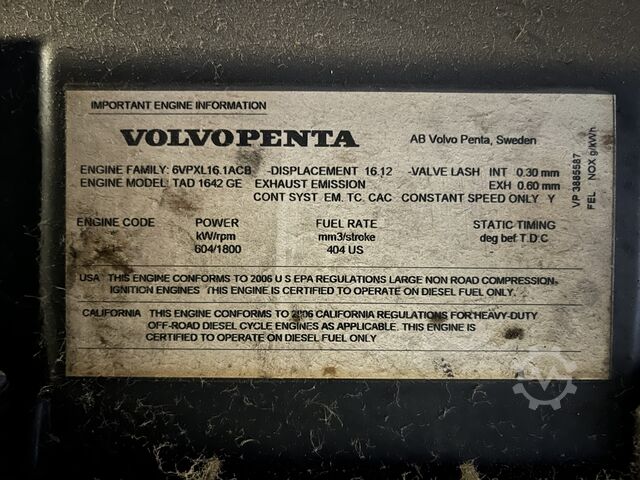 IMPORTANT ENGINE INFORMATION
VOLVO PENTA AB Volvo Penta, Sweden
ENGINE FAMILY: 6VPXL16.1ACB -DISPLACEMENT 16.12 -VALVE LASH INT 0.30 mm
ENGINE MODEL: TAD 1642 GE EXHAUST EMISSION EXH 0.60 mm
CONT SYST EM. TC. CAC CONSTANT SPEED ONLY Y
ENGINE CODE POWER FUEL RATE STATIC TIMING
kW/rpm mm3/stroke deg bef T.D.C
604/1800 404 US
USA THIS ENGINE CONFORMS TO 2006 U S EPA REGULATIONS LARGE NON ROAD COMPRESSION-
IGNITION ENGINES THIS ENGINE IS CERTIFIED TO OPERATE ON DIESEL FUEL ONLY.
CALIFORNIA THIS ENGINE CONFORMS TO 2006 CALIFORNIA REGULATIONS FOR HEAVY-DUTY
OFF-ROAD DIESEL CYCLE ENGINES AS APPLICABLE. THIS ENGINE IS
CERTIFIED TO OPERATE ON DIESEL FUEL ONLY
VP 3885587
FEL NOX g/kWh